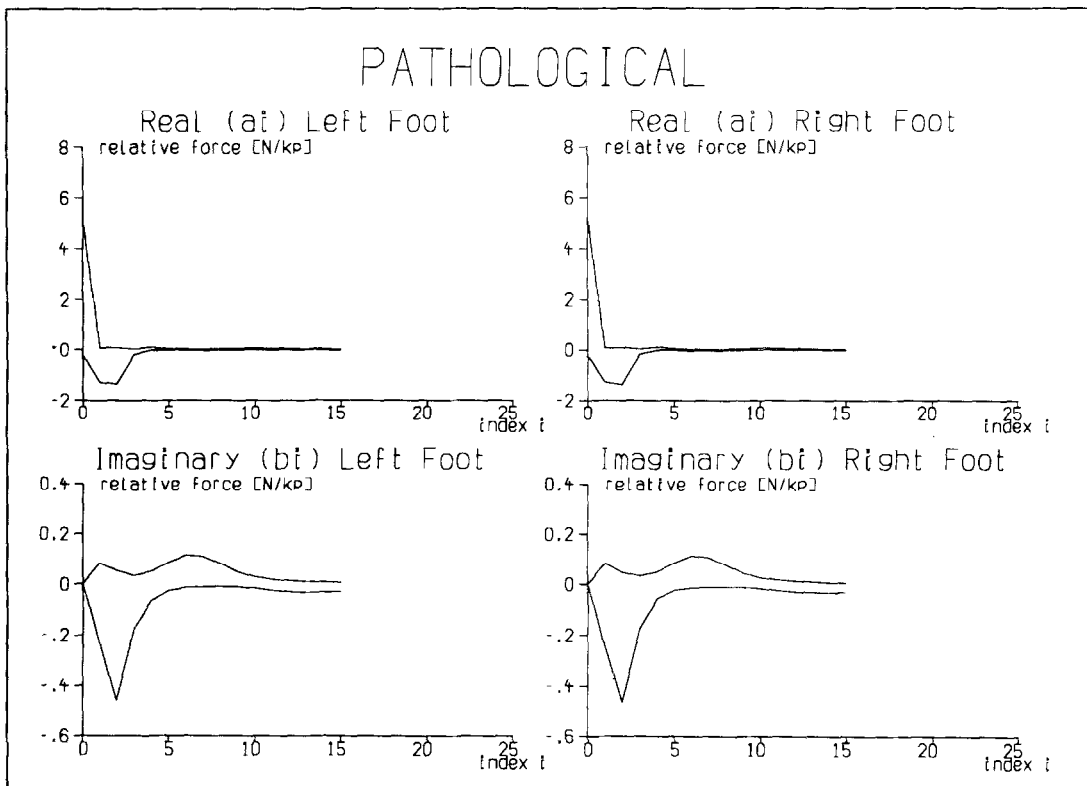 PATHOLOGICAL
Real (ai) Left Foot
relative force [N/kp]
8
6
4
2
0
-2
0 5 10 15 20 25
index i
Real (ai) Right Foot
relative force [N/kp]
8
6
4
2
0
-2
0 5 10 15 20 25
index i
Imaginary (bi) Left Foot
relative force [N/kp]
0.4
0.2
0
-.2
-.4
-.6
0 5 10 15 20 25
index i
Imaginary (bi) Right Foot
relative force [N/kp]
0.4
0.2
0
-.2
-.4
-.6
0 5 10 15 20 25
index i